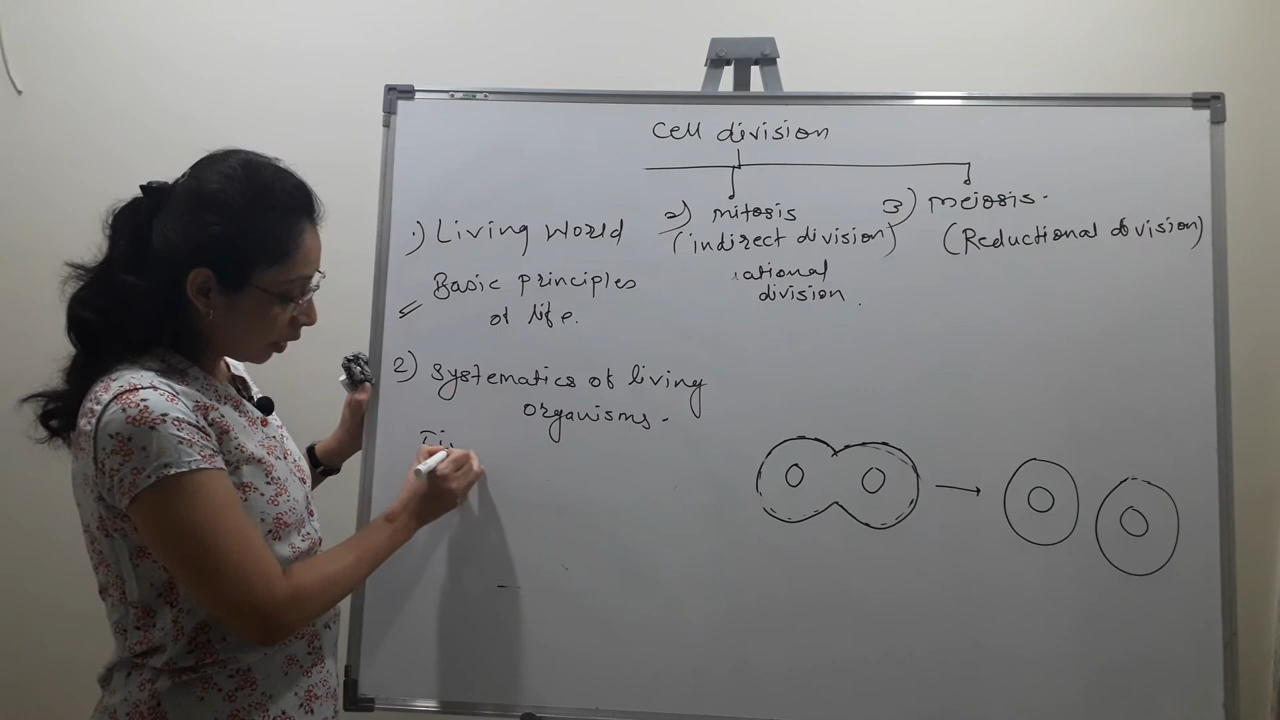 Cell division
1) Living World
Basic principles
of life.
2) Systematics of living
organisms.
2) mitosis
(indirect division)
ational
division.
3) meiosis.
(Reductional division)